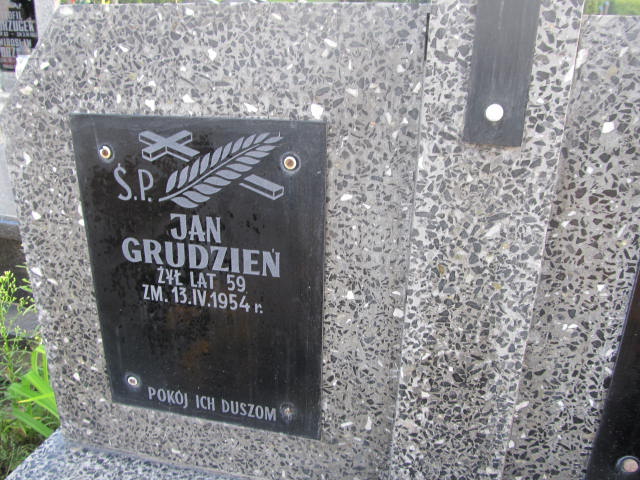 Ś.P.
JAN
GRUDZIEŃ
ŻYŁ LAT 59
ZM. 13.IV.1954 r.
POKÓJ ICH DUSZOM